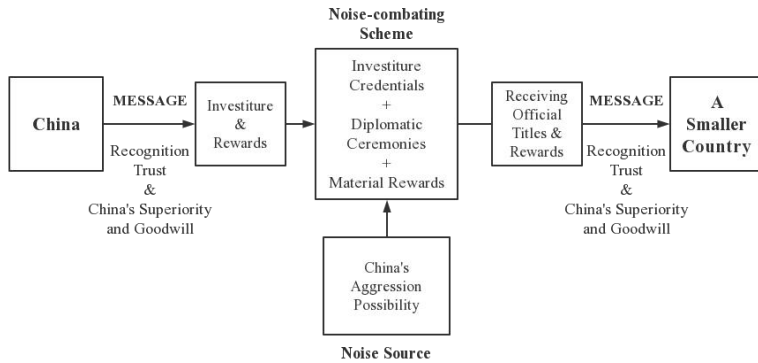 Noise-combating
Scheme
China
MESSAGE
Recognition
Trust
&
China's Superiority
and Goodwill
Investiture
&
Rewards
Investiture
Credentials
+
Diplomatic
Ceremonies
+
Material Rewards
Receiving
Official
Titles &
Rewards
MESSAGE
Recognition
Trust
&
China's Superiority
and Goodwill
A
Smaller
Country
China's
Aggression
Possibility
Noise Source